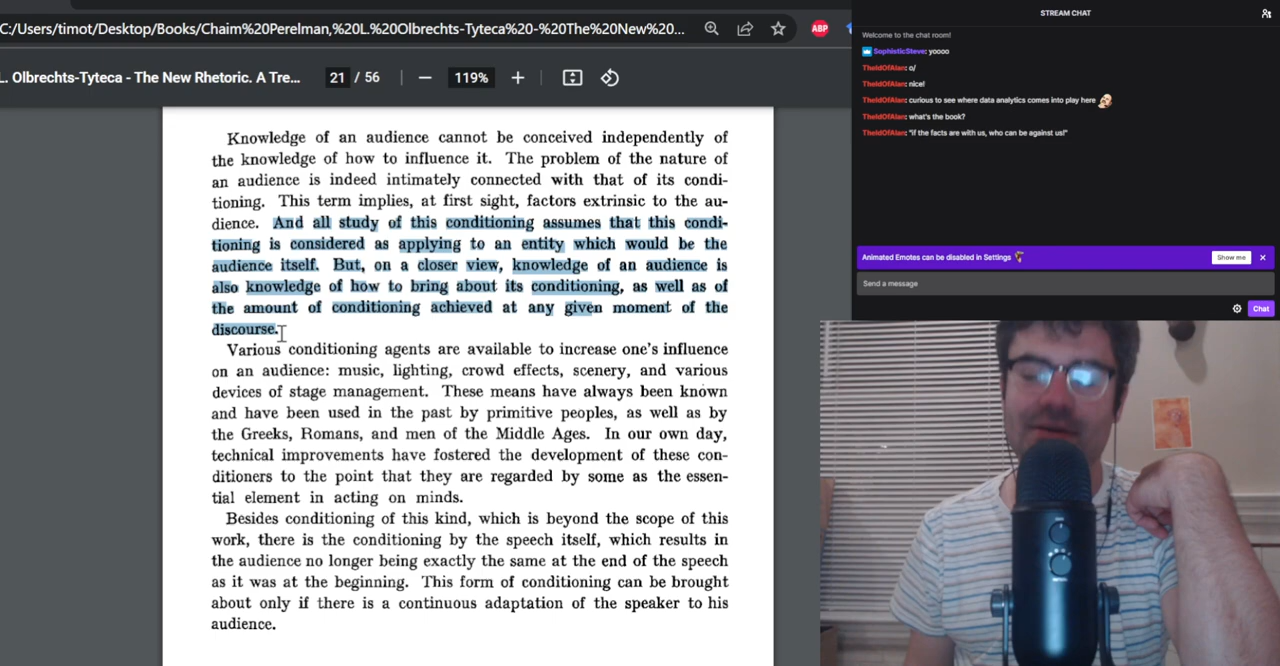 C:/Users/timot/Desktop/Books/Chaim%20Perelman,%20L.%20Olbrechts-Tyteca%20-%20The%20New%20...
ABP
L. Olbrechts-Tyteca - The New Rhetoric. A Tre...
21 / 56
119%
Knowledge of an audience cannot be conceived independently of
the knowledge of how to influence it. The problem of the nature of
an audience is indeed intimately connected with that of its condi-
tioning. This term implies, at first sight, factors extrinsic to the au-
dience. And all study of this conditioning assumes that this condi-
tioning is considered as applying to an entity which would be the
audience itself. But, on a closer view, knowledge of an audience is
also knowledge of how to bring about its conditioning, as well as of
the amount of conditioning achieved at any given moment of the
discourse.
Various conditioning agents are available to increase one's influence
on an audience: music, lighting, crowd effects, scenery, and various
devices of stage management. These means have always been known
and have been used in the past by primitive peoples, as well as by
the Greeks, Romans, and men of the Middle Ages. In our own day,
technical improvements have fostered the development of these con-
ditioners to the point that they are regarded by some as the essen-
tial element in acting on minds.
Besides conditioning of this kind, which is beyond the scope of this
work, there is the conditioning by the speech itself, which results in
the audience no longer being exactly the same at the end of the speech
as it was at the beginning. This form of conditioning can be brought
about only if there is a continuous adaptation of the speaker to his
audience.
STREAM CHAT
Welcome to the chat room!
SophisticSteve: yoooo
TheIdOfAlan: o/
TheIdOfAlan: nice!
TheIdOfAlan: curious to see where data analytics comes into play here
TheIdOfAlan: what's the book?
TheIdOfAlan: "if the facts are with us, who can be against us!"
Animated Emotes can be disabled in Settings
Show me
Send a message
Chat